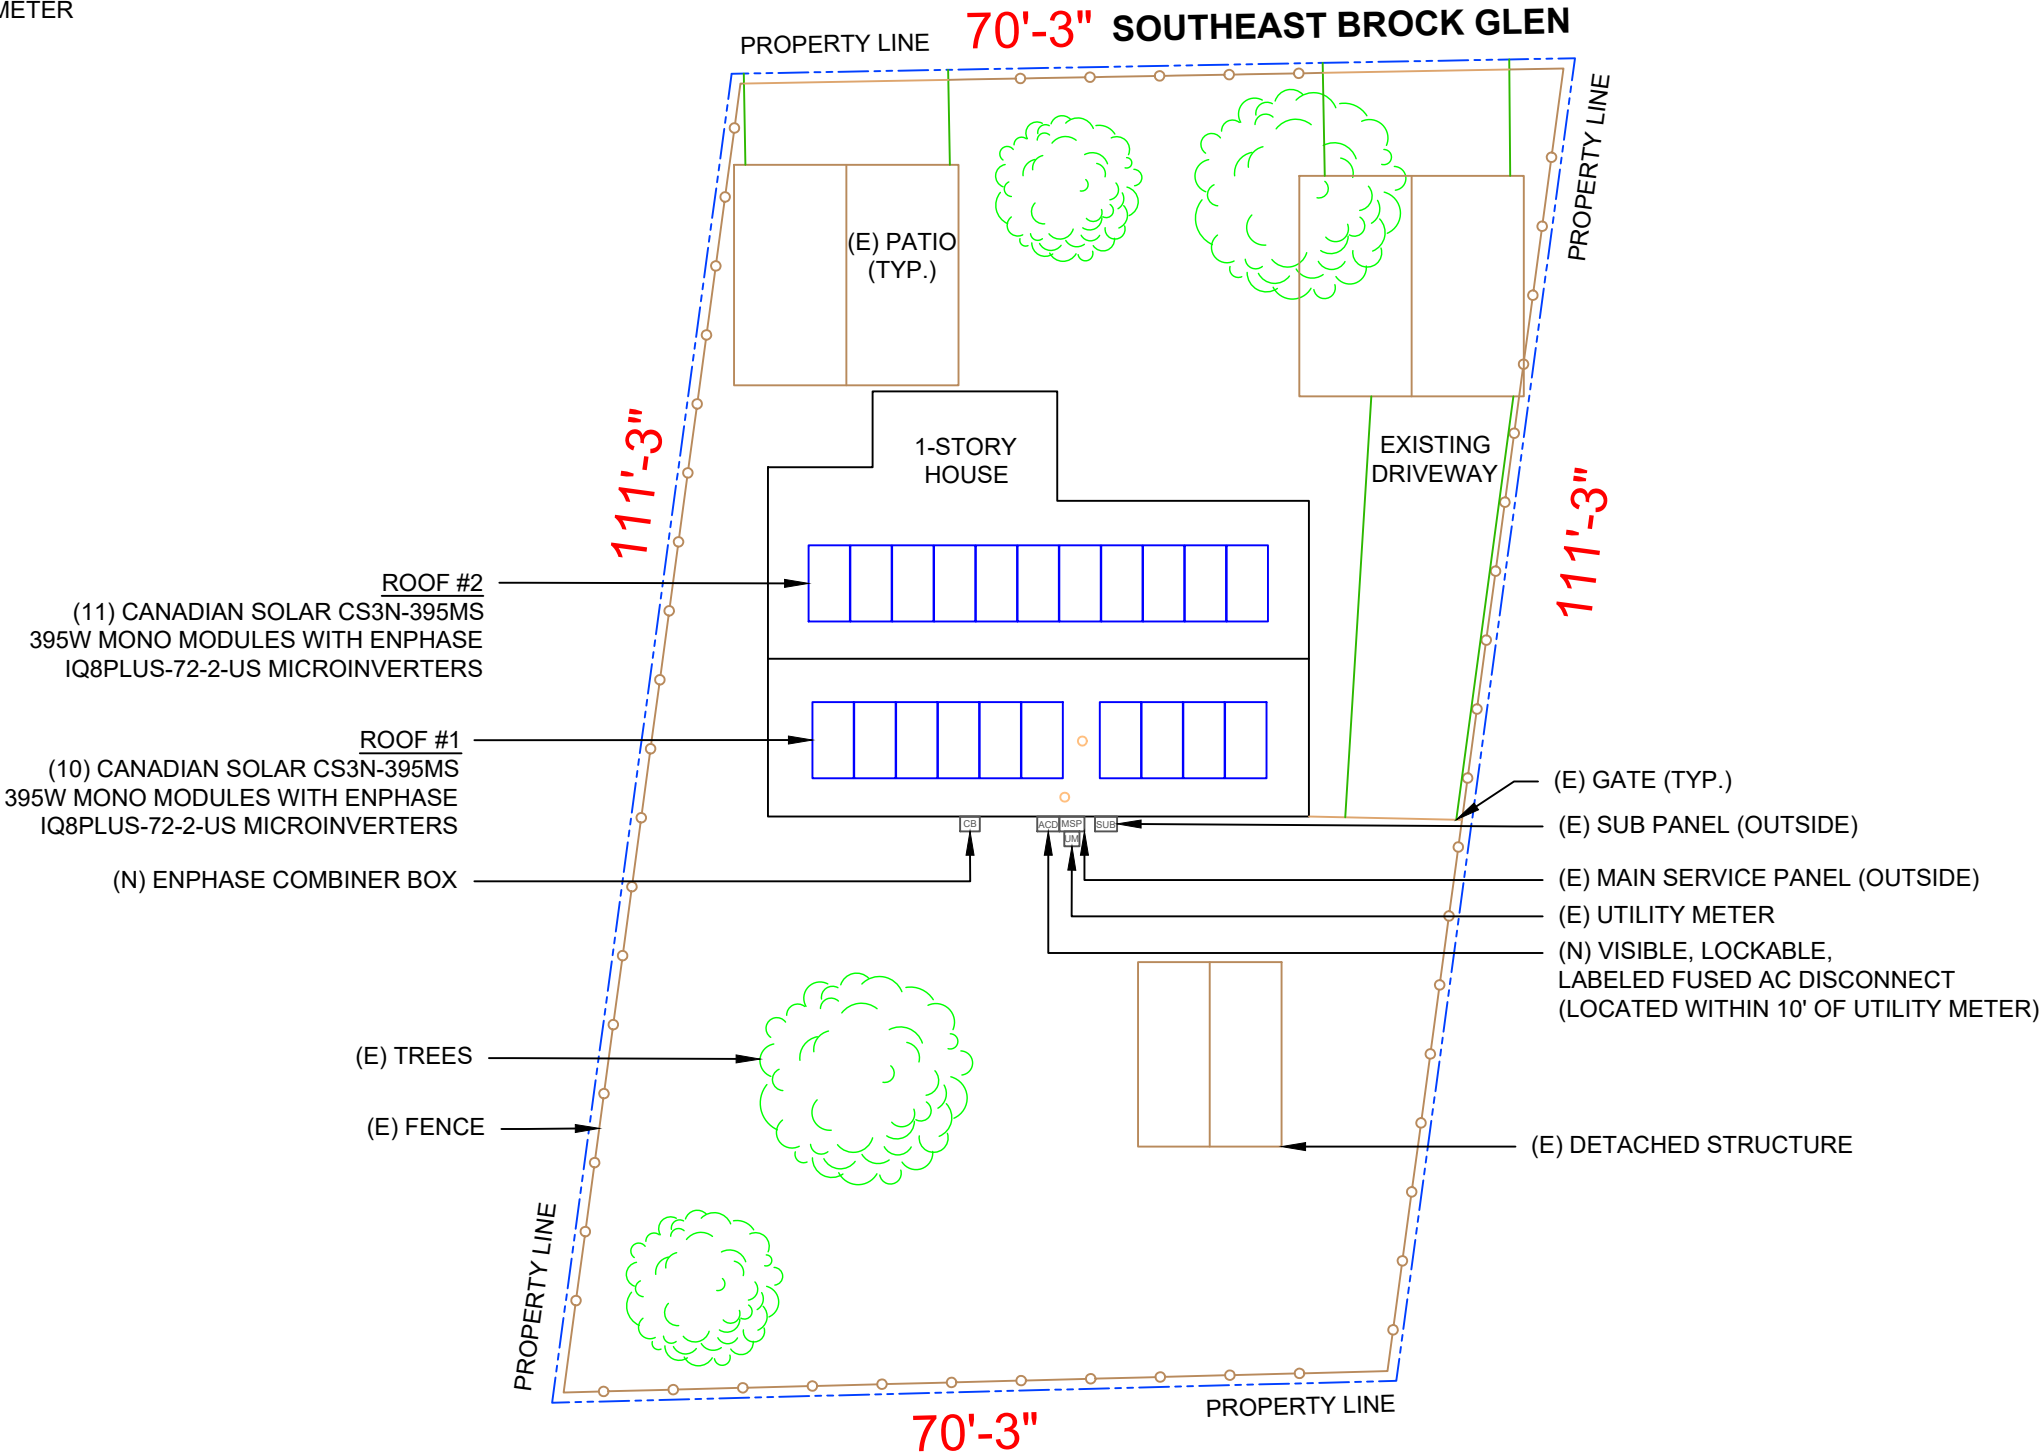 METER
PROPERTY LINE
70'-3"
SOUTHEAST BROCK GLEN
PROPERTY LINE
(E) PATIO
(TYP.)
111'-3"
1-STORY
HOUSE
EXISTING
DRIVEWAY
111'-3"
ROOF #2
(11) CANADIAN SOLAR CS3N-395MS
395W MONO MODULES WITH ENPHASE
IQ8PLUS-72-2-US MICROINVERTERS
ROOF #1
(10) CANADIAN SOLAR CS3N-395MS
395W MONO MODULES WITH ENPHASE
IQ8PLUS-72-2-US MICROINVERTERS
(E) GATE (TYP.)
CB
ACD
MSP
SUB
UM
(E) SUB PANEL (OUTSIDE)
(N) ENPHASE COMBINER BOX
(E) MAIN SERVICE PANEL (OUTSIDE)
(E) UTILITY METER
(N) VISIBLE, LOCKABLE,
LABELED FUSED AC DISCONNECT
(LOCATED WITHIN 10' OF UTILITY METER)
(E) TREES
(E) FENCE
(E) DETACHED STRUCTURE
PROPERTY LINE
PROPERTY LINE
70'-3"